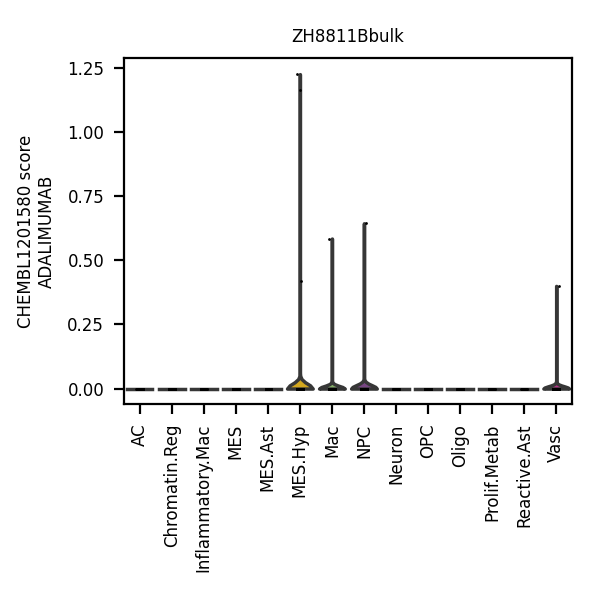 ZH8811Bbulk
CHEMBL1201580 score
ADALIMUMAB
1.25
1.00
0.75
0.50
0.25
0.00
AC
Chromatin.Reg
Inflammatory.Mac
MES
MES.Ast
MES.Hyp
Mac
NPC
Neuron
OPC
Oligo
Prolif.Metab
Reactive.Ast
Vasc